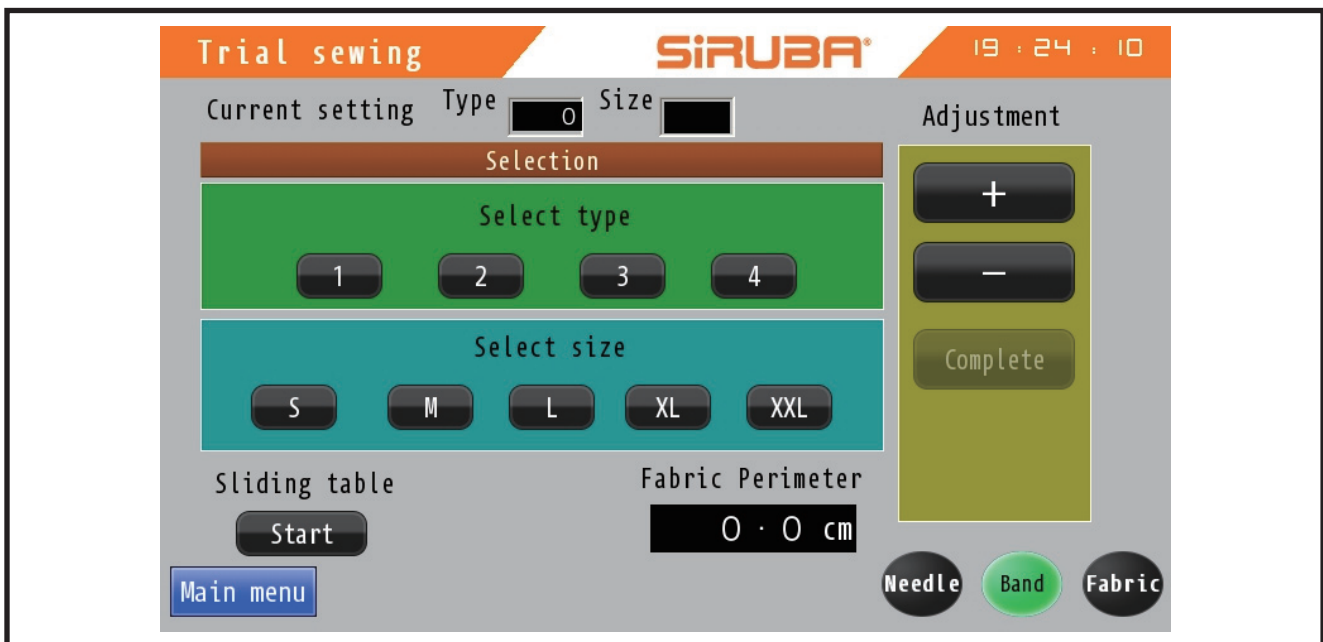 Trial sewing SiRUBA® 19 : 24 : 10
Current setting Type 0 Size
Adjustment
Selection
+
Select type
1 2 3 4
−
Select size
Complete
S M L XL XXL
Sliding table
Fabric Perimeter
Start
0 · 0 cm
Main menu
Needle Band Fabric